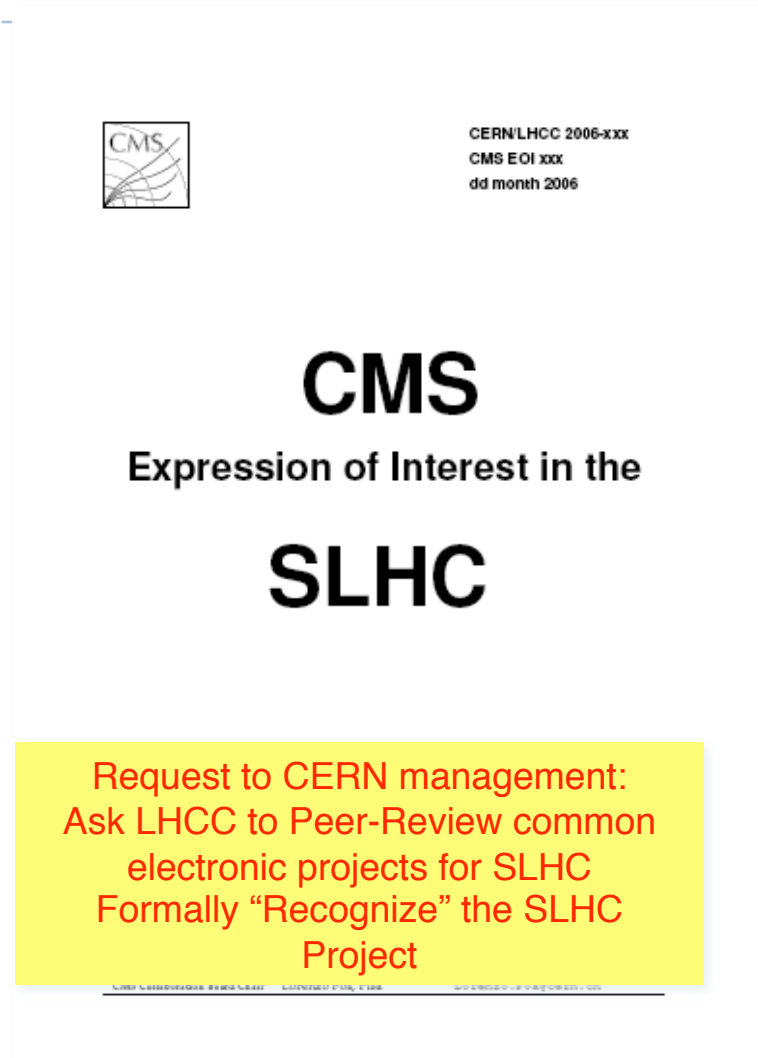 CMS
CERN/LHCC 2006-xxx
CMS EOI xxx
dd month 2006
CMS
Expression of Interest in the
SLHC
Request to CERN management:
Ask LHCC to Peer-Review common
electronic projects for SLHC
Formally “Recognize” the SLHC
Project